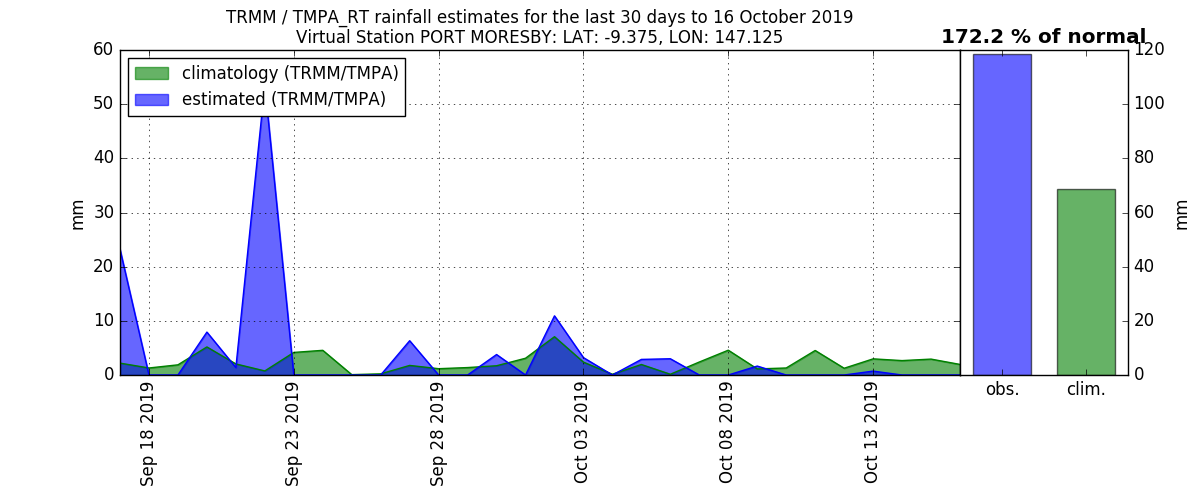 TRMM / TMPA_RT rainfall estimates for the last 30 days to 16 October 2019
Virtual Station PORT MORESBY: LAT: -9.375, LON: 147.125
172.2 % of normal
climatology (TRMM/TMPA)
estimated (TRMM/TMPA)
60
50
40
30
20
10
0
mm
120
100
80
60
40
20
0
mm
Sep 18 2019
Sep 23 2019
Sep 28 2019
Oct 03 2019
Oct 08 2019
Oct 13 2019
obs.
clim.